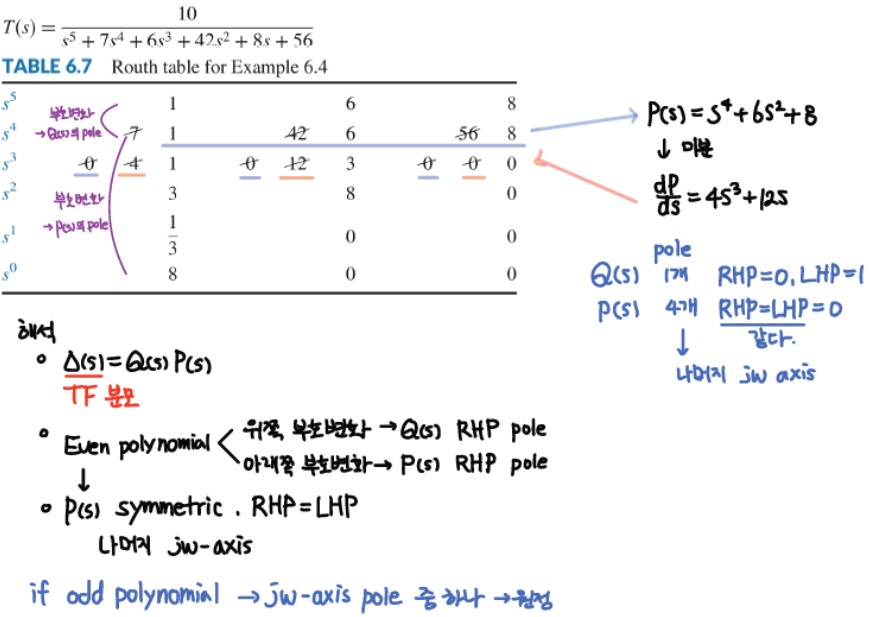 T(s) = 10 / (s^5 + 7s^4 + 6s^3 + 42s^2 + 8s + 56)
TABLE 6.7 Routh table for Example 6.4
s^5 1 6 8
s^4 7 1 42 6 56 8
s^3 0 4 1 0 12 3 0 0 0
s^2 3 8 0
s^1 1/3 0 0
s^0 8 0 0
부호변화
→ Q(s)의 pole
부호변화
→ P(s)의 pole
P(s) = s^4+6s^2+8
↓ 미분
dP/ds = 4s^3+12s
pole
Q(s) 1개 RHP=0, LHP=1
P(s) 4개 RHP=LHP=0
↓ 같다.
나머지 jw axis
해석
Δ(s)=Q(s) P(s)
TF 분모
Even polynomial < 위쪽 부호변화 → Q(s) RHP pole
아래쪽 부호변화 → P(s) RHP pole
↓
P(s) symmetric. RHP=LHP
나머지 jw-axis
if odd polynomial → jw-axis pole 중 하나 → 원점